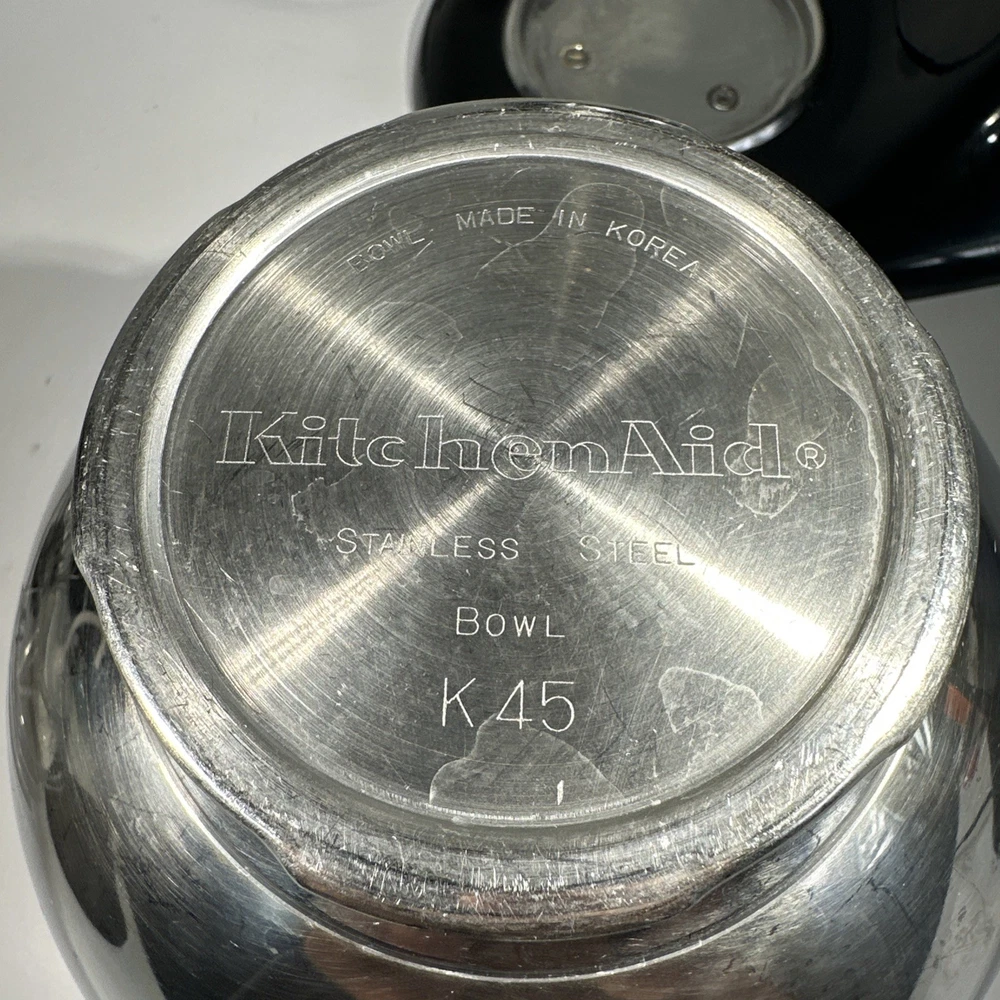 BOWL MADE IN KOREA
KitchenAid®
STAINLESS STEEL
BOWL
K45